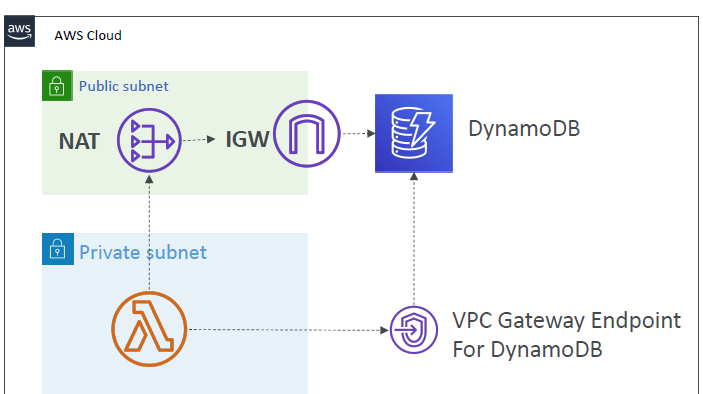 aws
AWS Cloud
Public subnet
NAT
IGW
DynamoDB
Private subnet
VPC Gateway Endpoint
For DynamoDB